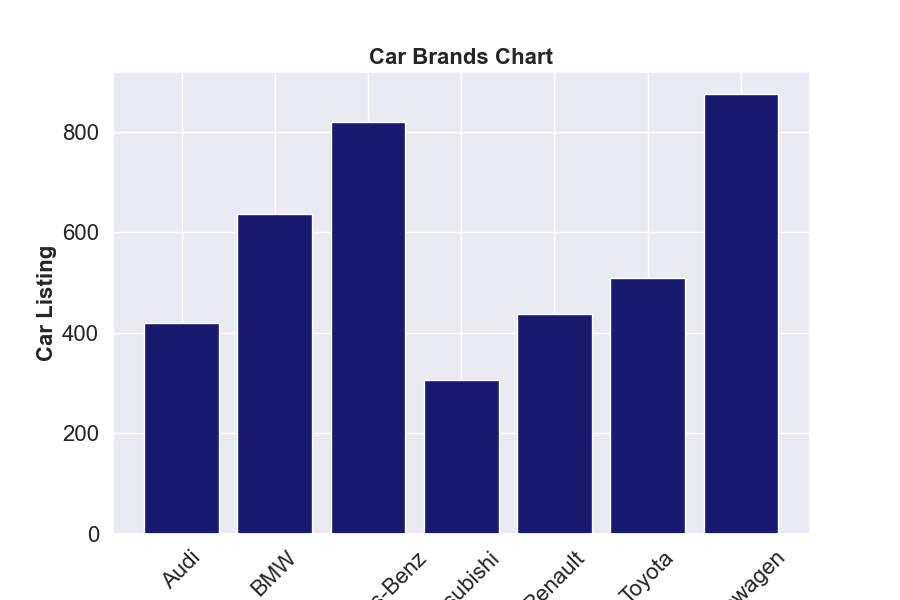 Car Brands Chart
Car Listing
800
600
400
200
0
Audi
BMW
s-Benz
subishi
Renault
Toyota
wagen